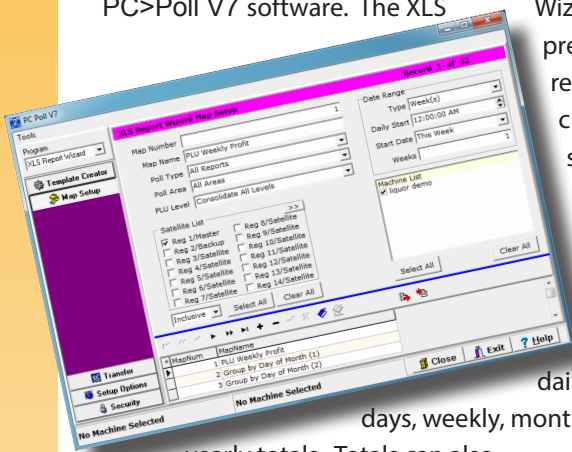 PC>Poll V7 software. The XLS
PC Poll V7
Tools
Program
XLS Report Wizard
Template Creator
Map Setup
Transfer
Setup Options
Security
XLS Report Wizard Map Setup
Record 1 of 32
Map Number 1
Map Name PLU Weekly Profit
Poll Type All Reports
Poll Area All Areas
PLU Level Consolidate All Levels
Date Range
Type Week(s)
Daily Start 12:00:00 AM
Start Date This Week
Weeks 1
Satellite List
>>
Reg 1/Master
Reg 2/Backup
Reg 3/Satellite
Reg 4/Satellite
Reg 5/Satellite
Reg 6/Satellite
Reg 7/Satellite
Reg 8/Satellite
Reg 9/Satellite
Reg 10/Satellite
Reg 11/Satellite
Reg 12/Satellite
Reg 13/Satellite
Reg 14/Satellite
Inclusive
Select All
Clear All
Machine List
liquor demo
Select All
Clear All
MapNum MapName
1 PLU Weekly Profit
2 Group by Day of Month (1)
3 Group by Day of Month (2)
Close
Exit
? Help
No Machine Selected
No Machine Selected
Wiz
pre
re
c
s
dai
days, weekly, mont
yearly totals. Totals can also